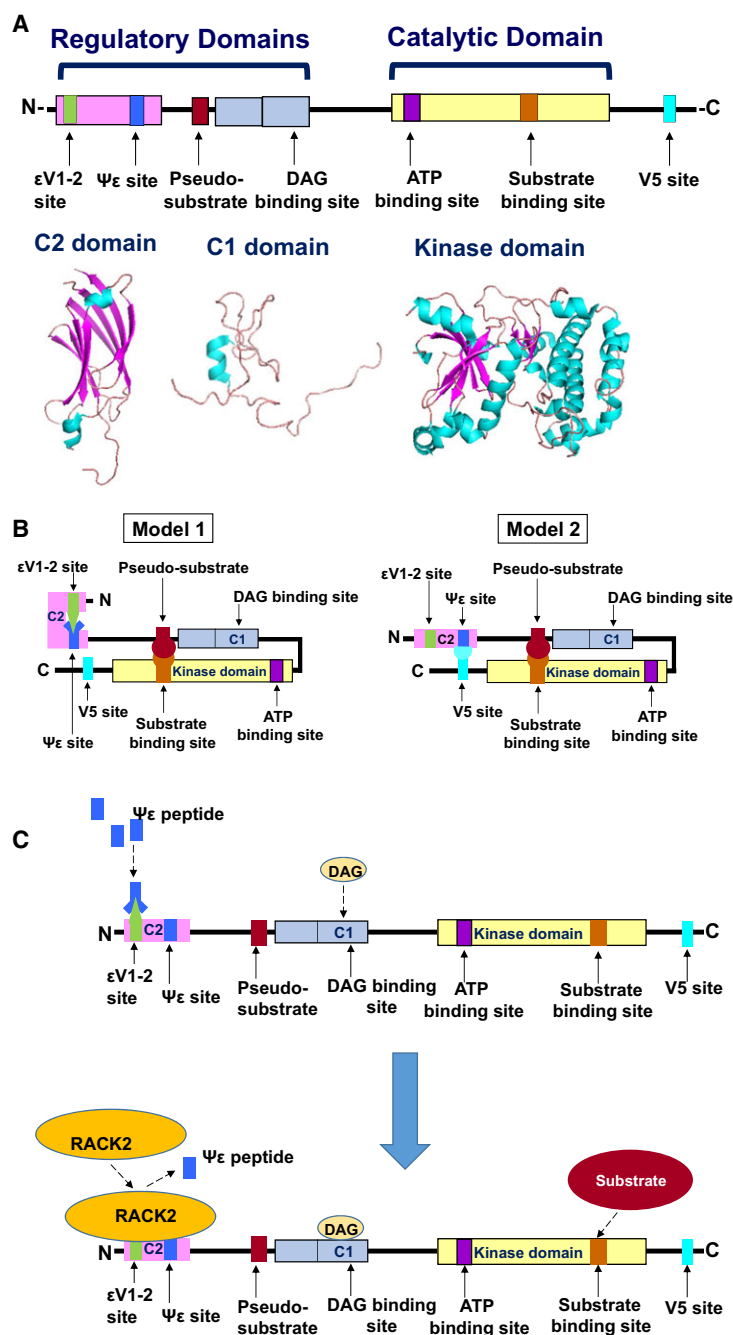 A
Regulatory Domains
Catalytic Domain
N-
-C
εV1-2
site
Ψε site
Pseudo-
substrate
DAG
binding site
ATP
binding site
Substrate
binding site
V5 site
C2 domain
C1 domain
Kinase domain
B
Model 1
εV1-2 site
Pseudo-substrate
DAG binding site
N
C2
C1
C
Kinase domain
V5 site
Ψε site
Substrate
binding site
ATP
binding site
Model 2
εV1-2
site
Ψε site
Pseudo-substrate
DAG binding site
N
C2
C1
C
Kinase domain
V5 site
Substrate
binding site
ATP
binding site
C
Ψε peptide
DAG
N
C2
C1
Kinase domain
C
εV1-2
site
Ψε site
Pseudo-
substrate
DAG binding
site
ATP
binding site
Substrate
binding site
V5 site
RACK2
Ψε peptide
Substrate
RACK2
DAG
N
C2
C1
Kinase domain
C
εV1-2
site
Ψε site
Pseudo-
substrate
DAG binding
site
ATP
binding site
Substrate
binding site
V5 site